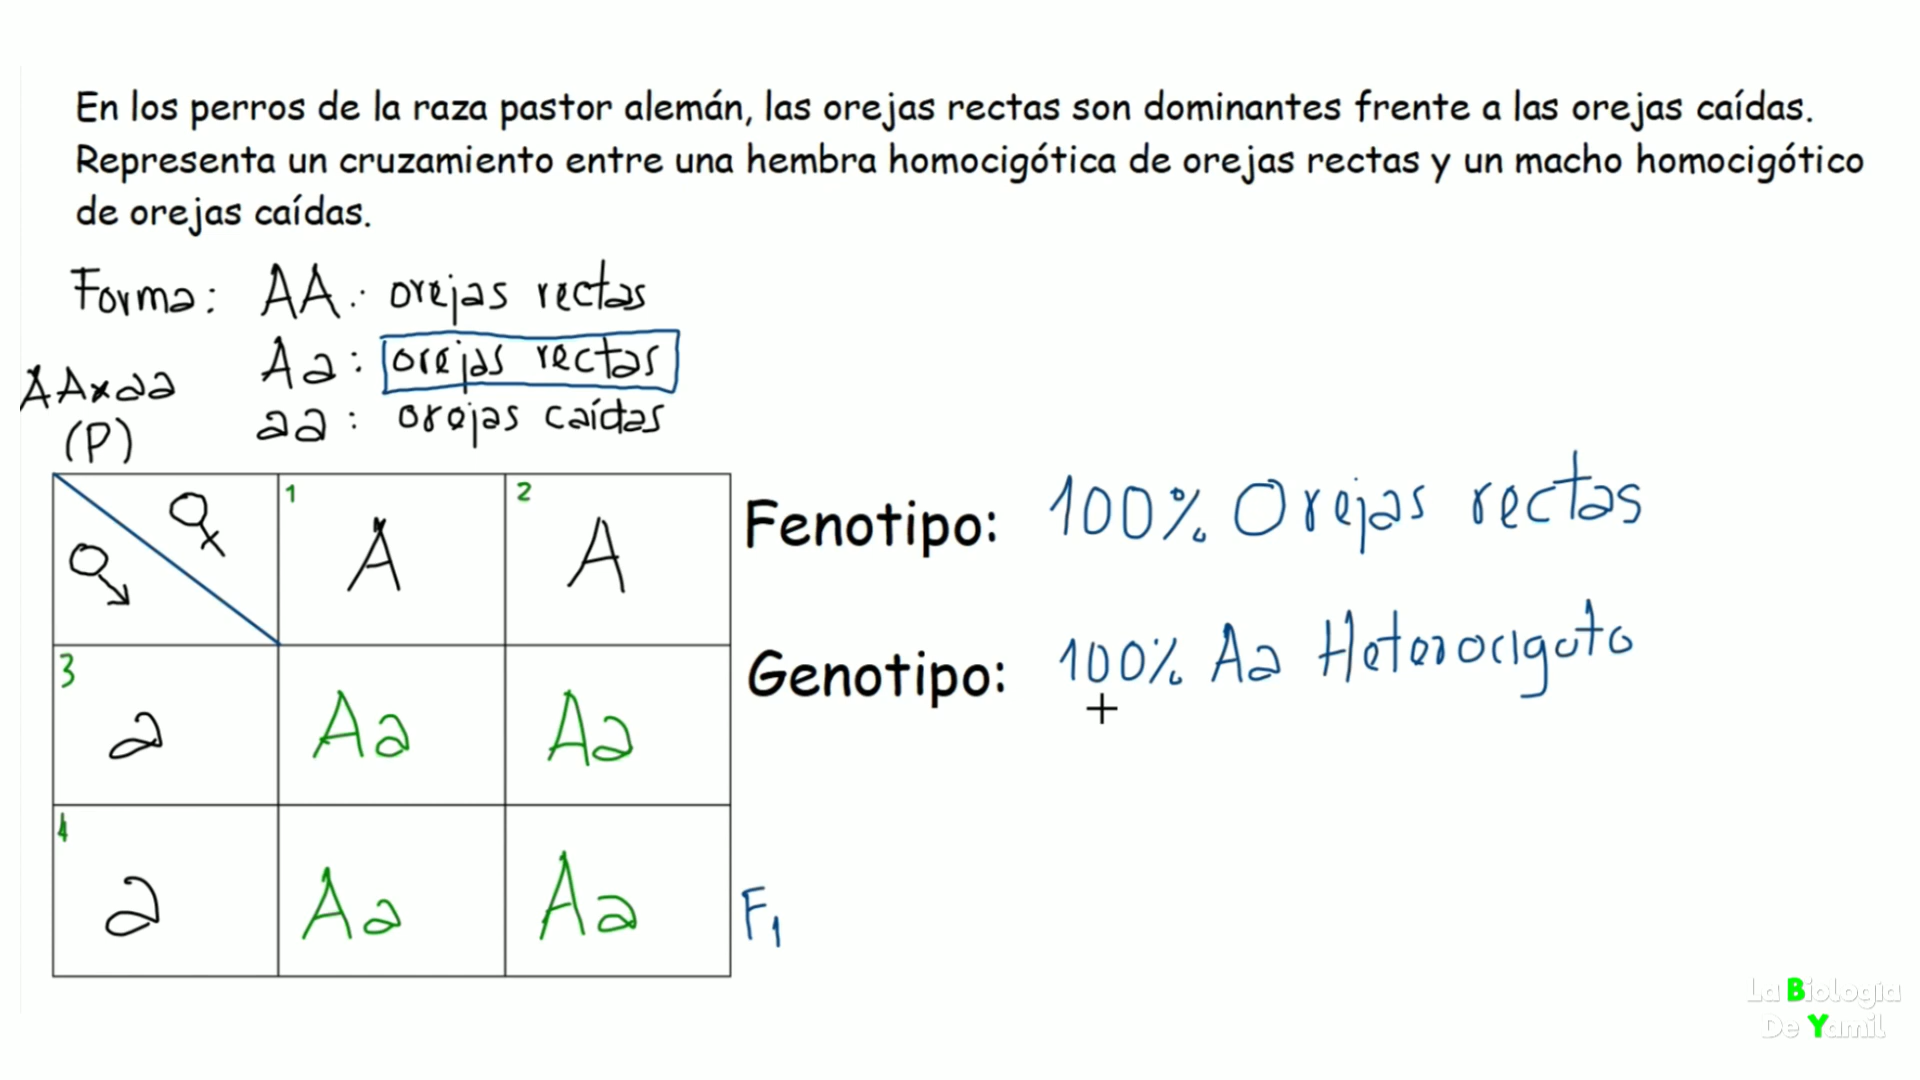 En los perros de la raza pastor alemán, las orejas rectas son dominantes frente a las orejas caídas.
Representa un cruzamiento entre una hembra homocigótica de orejas rectas y un macho homocigótico
de orejas caídas.
Forma: AA: orejas rectas
Aa: orejas rectas
AAxaa
(P)
aa: orejas caídas
♀ 1 A 2 A
♂
Fenotipo: 100% Orejas rectas
Genotipo: 100% Aa Heterocigoto
3 a Aa Aa
4 a Aa Aa
F1
La Biología
De Yamil